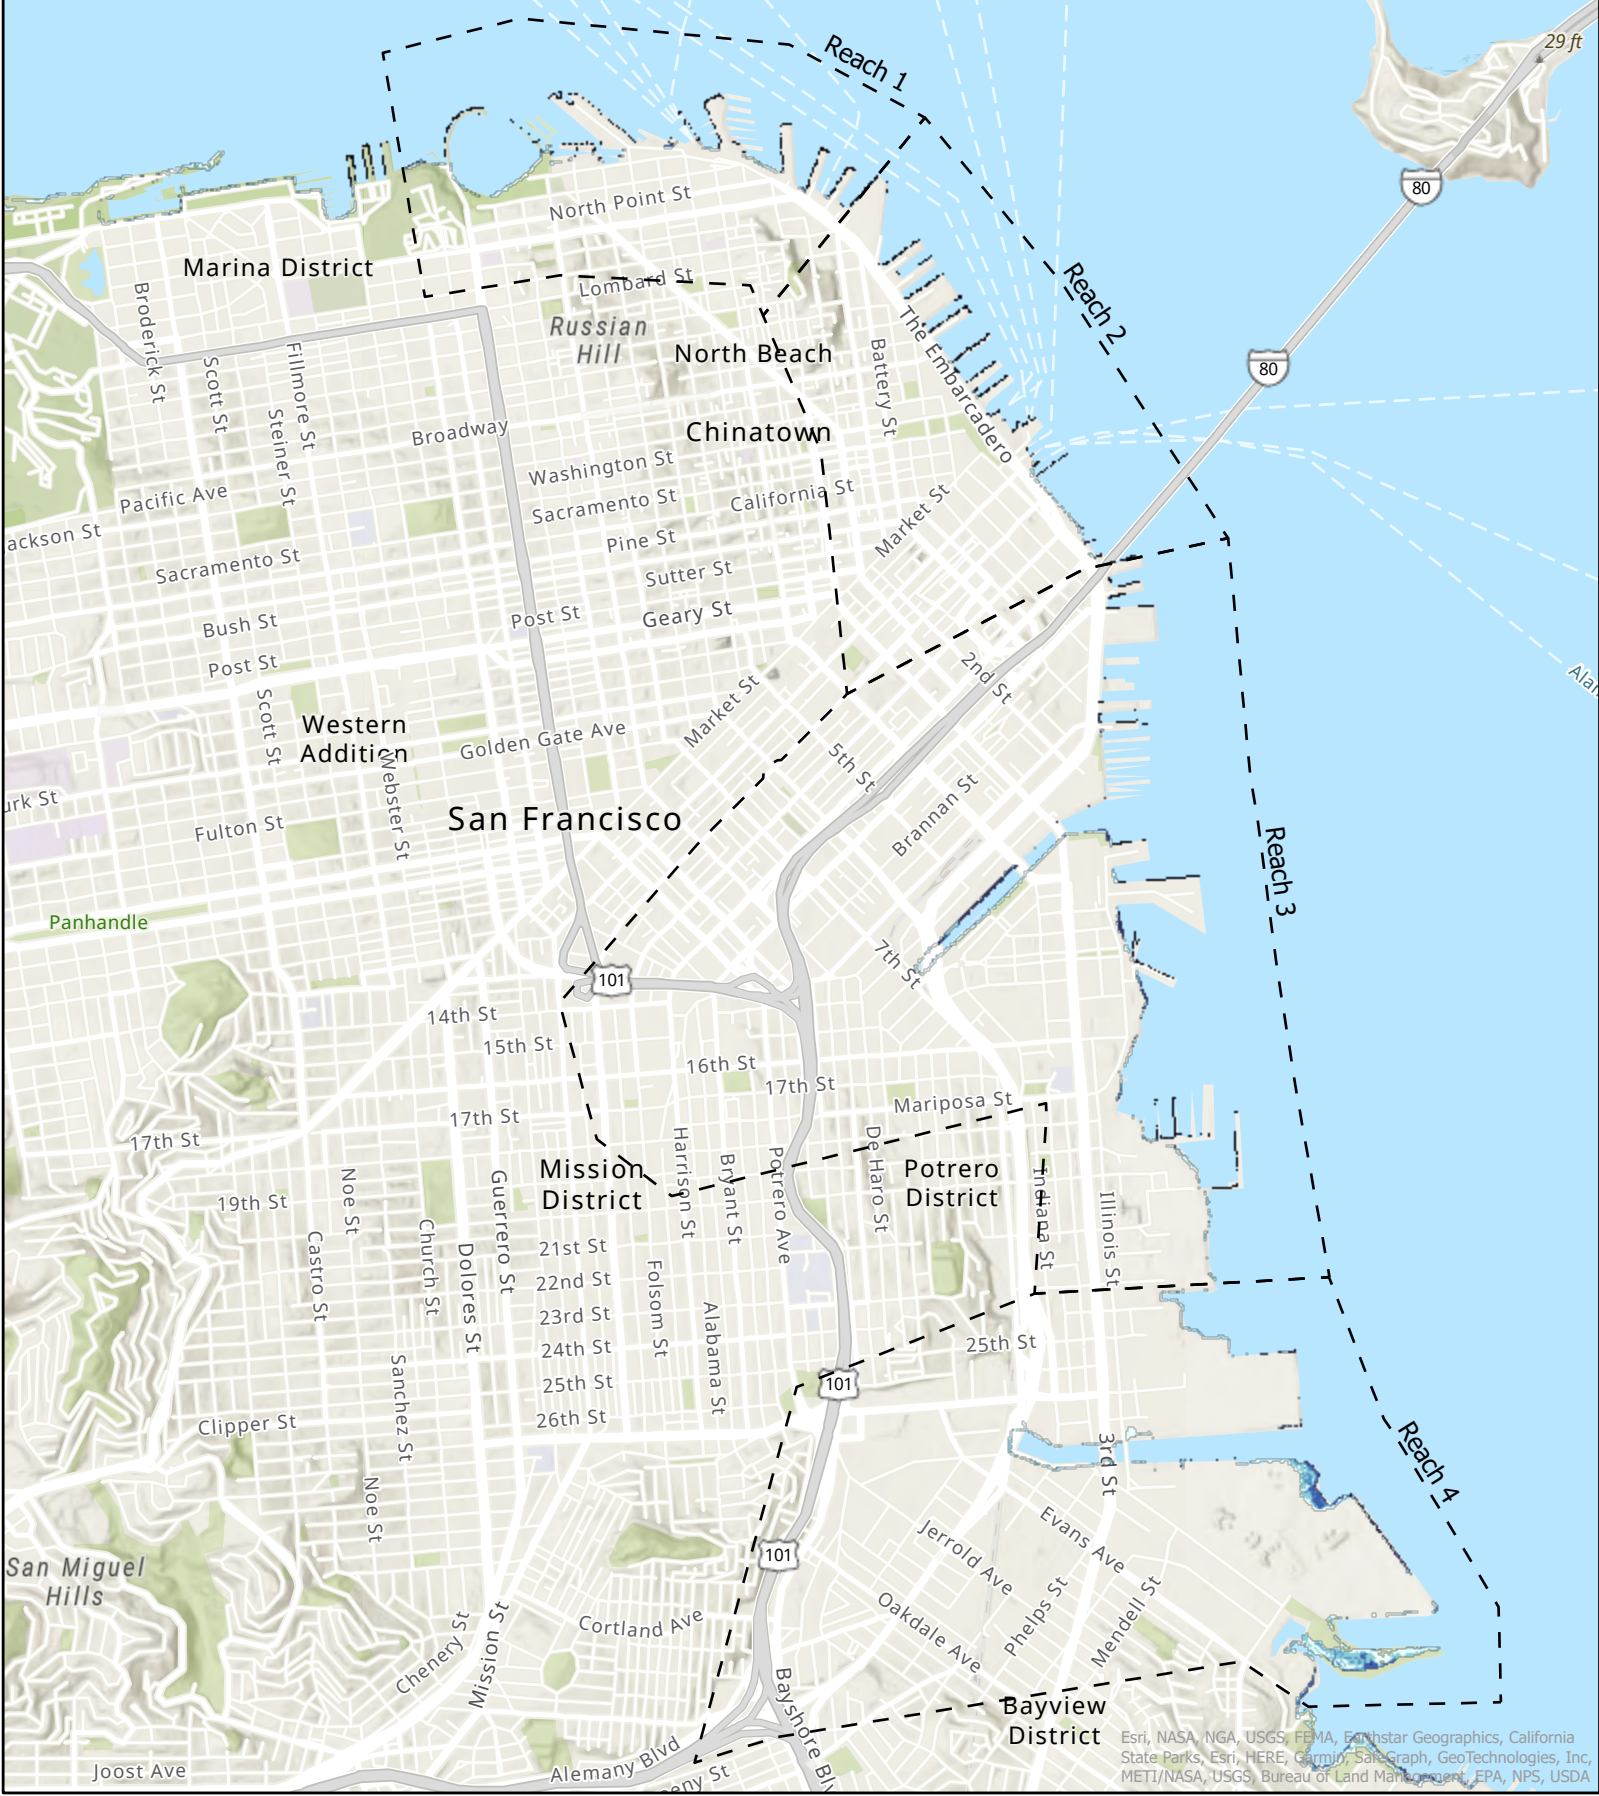 29 ft
Reach 1
80
North Point St
Marina District
Lombard St
Reach 2
Broderick St
Russian
Hill
North Beach
The Embarcadero
Battery St
80
Scott St
Fillmore St
Steiner St
Broadway
Chinatown
Washington St
Pacific Ave
Sacramento St
California St
Market St
ackson St
Pine St
Sacramento St
Sutter St
Geary St
Post St
Bush St
Post St
2nd St
Alan
Scott St
Western
Addition
Market St
Golden Gate Ave
5th St
Webster St
urk St
San Francisco
Fulton St
Brannan St
Reach 3
Panhandle
7th St
101
14th St
15th St
16th St
17th St
Mariposa St
17th St
17th St
Mission
District
Harrison St
Bryant St
Potrero Ave
De Haro St
Potrero
District
Indiana St
Illinois St
19th St
Noe St
Guerrero St
Castro St
Church St
Dolores St
21st St
22nd St
23rd St
24th St
25th St
26th St
Folsom St
Alabama St
25th St
101
Sanchez St
Clipper St
3rd St
Reach 4
Noe St
Jerrold Ave
Evans Ave
101
San Miguel
Hills
Oakdale Ave
Phelps St
Mendell St
Cortland Ave
Chenery St
Mission St
Bayshore Blv
Bayview
District
Alemany Blvd
Joost Ave
eny St
Esri, NASA, NGA, USGS, FEMA, Earthstar Geographics, California
State Parks, Esri, HERE, Garmin, SafeGraph, GeoTechnologies, Inc,
METI/NASA, USGS, Bureau of Land Management, EPA, NPS, USDA